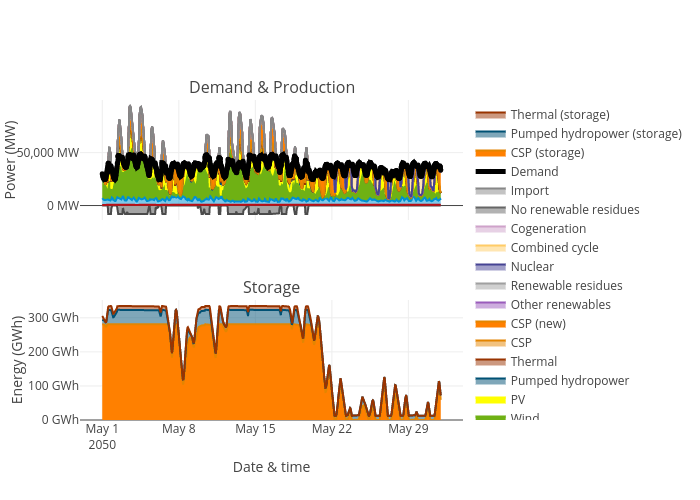 Demand & Production
Power (MW)
50,000 MW
0 MW
Thermal (storage)
Pumped hydropower (storage)
CSP (storage)
Demand
Import
No renewable residues
Cogeneration
Combined cycle
Nuclear
Renewable residues
Other renewables
CSP (new)
CSP
Thermal
Pumped hydropower
PV
Wind
Storage
Energy (GWh)
300 GWh
200 GWh
100 GWh
0 GWh
May 1
2050
May 8
May 15
May 22
May 29
Date & time